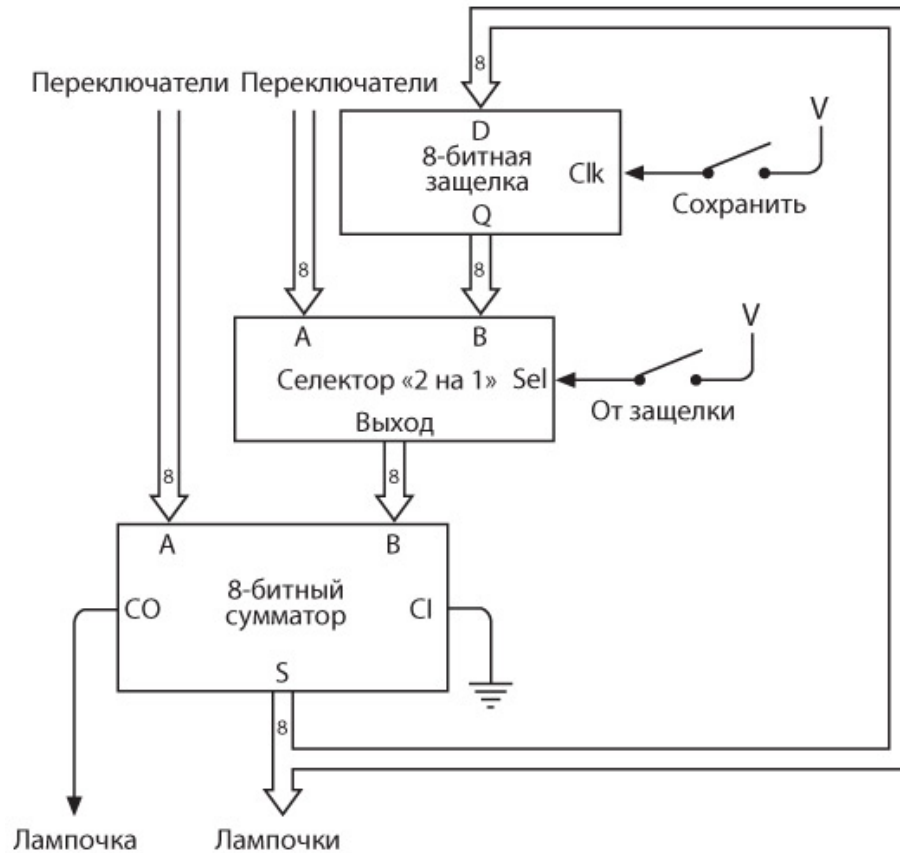 8
Переключатели Переключатели
V
D
8-битная
защелка
Clk
Сохранить
Q
8
8
V
A
B
Селектор «2 на 1»
Sel
От защелки
Выход
8
8
A
B
8-битный
сумматор
CO
CI
S
8
Лампочка
Лампочки